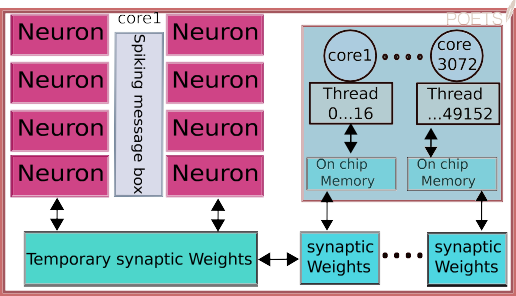 POETS
core1
Neuron
Neuron
Neuron
Neuron
Spiking message box
Neuron
Neuron
Neuron
Neuron
Temporary synaptic Weights
core1
core
3072
Thread
0...16
Thread
...49152
On chip
Memory
On chip
Memory
synaptic
Weights
synaptic
Weights